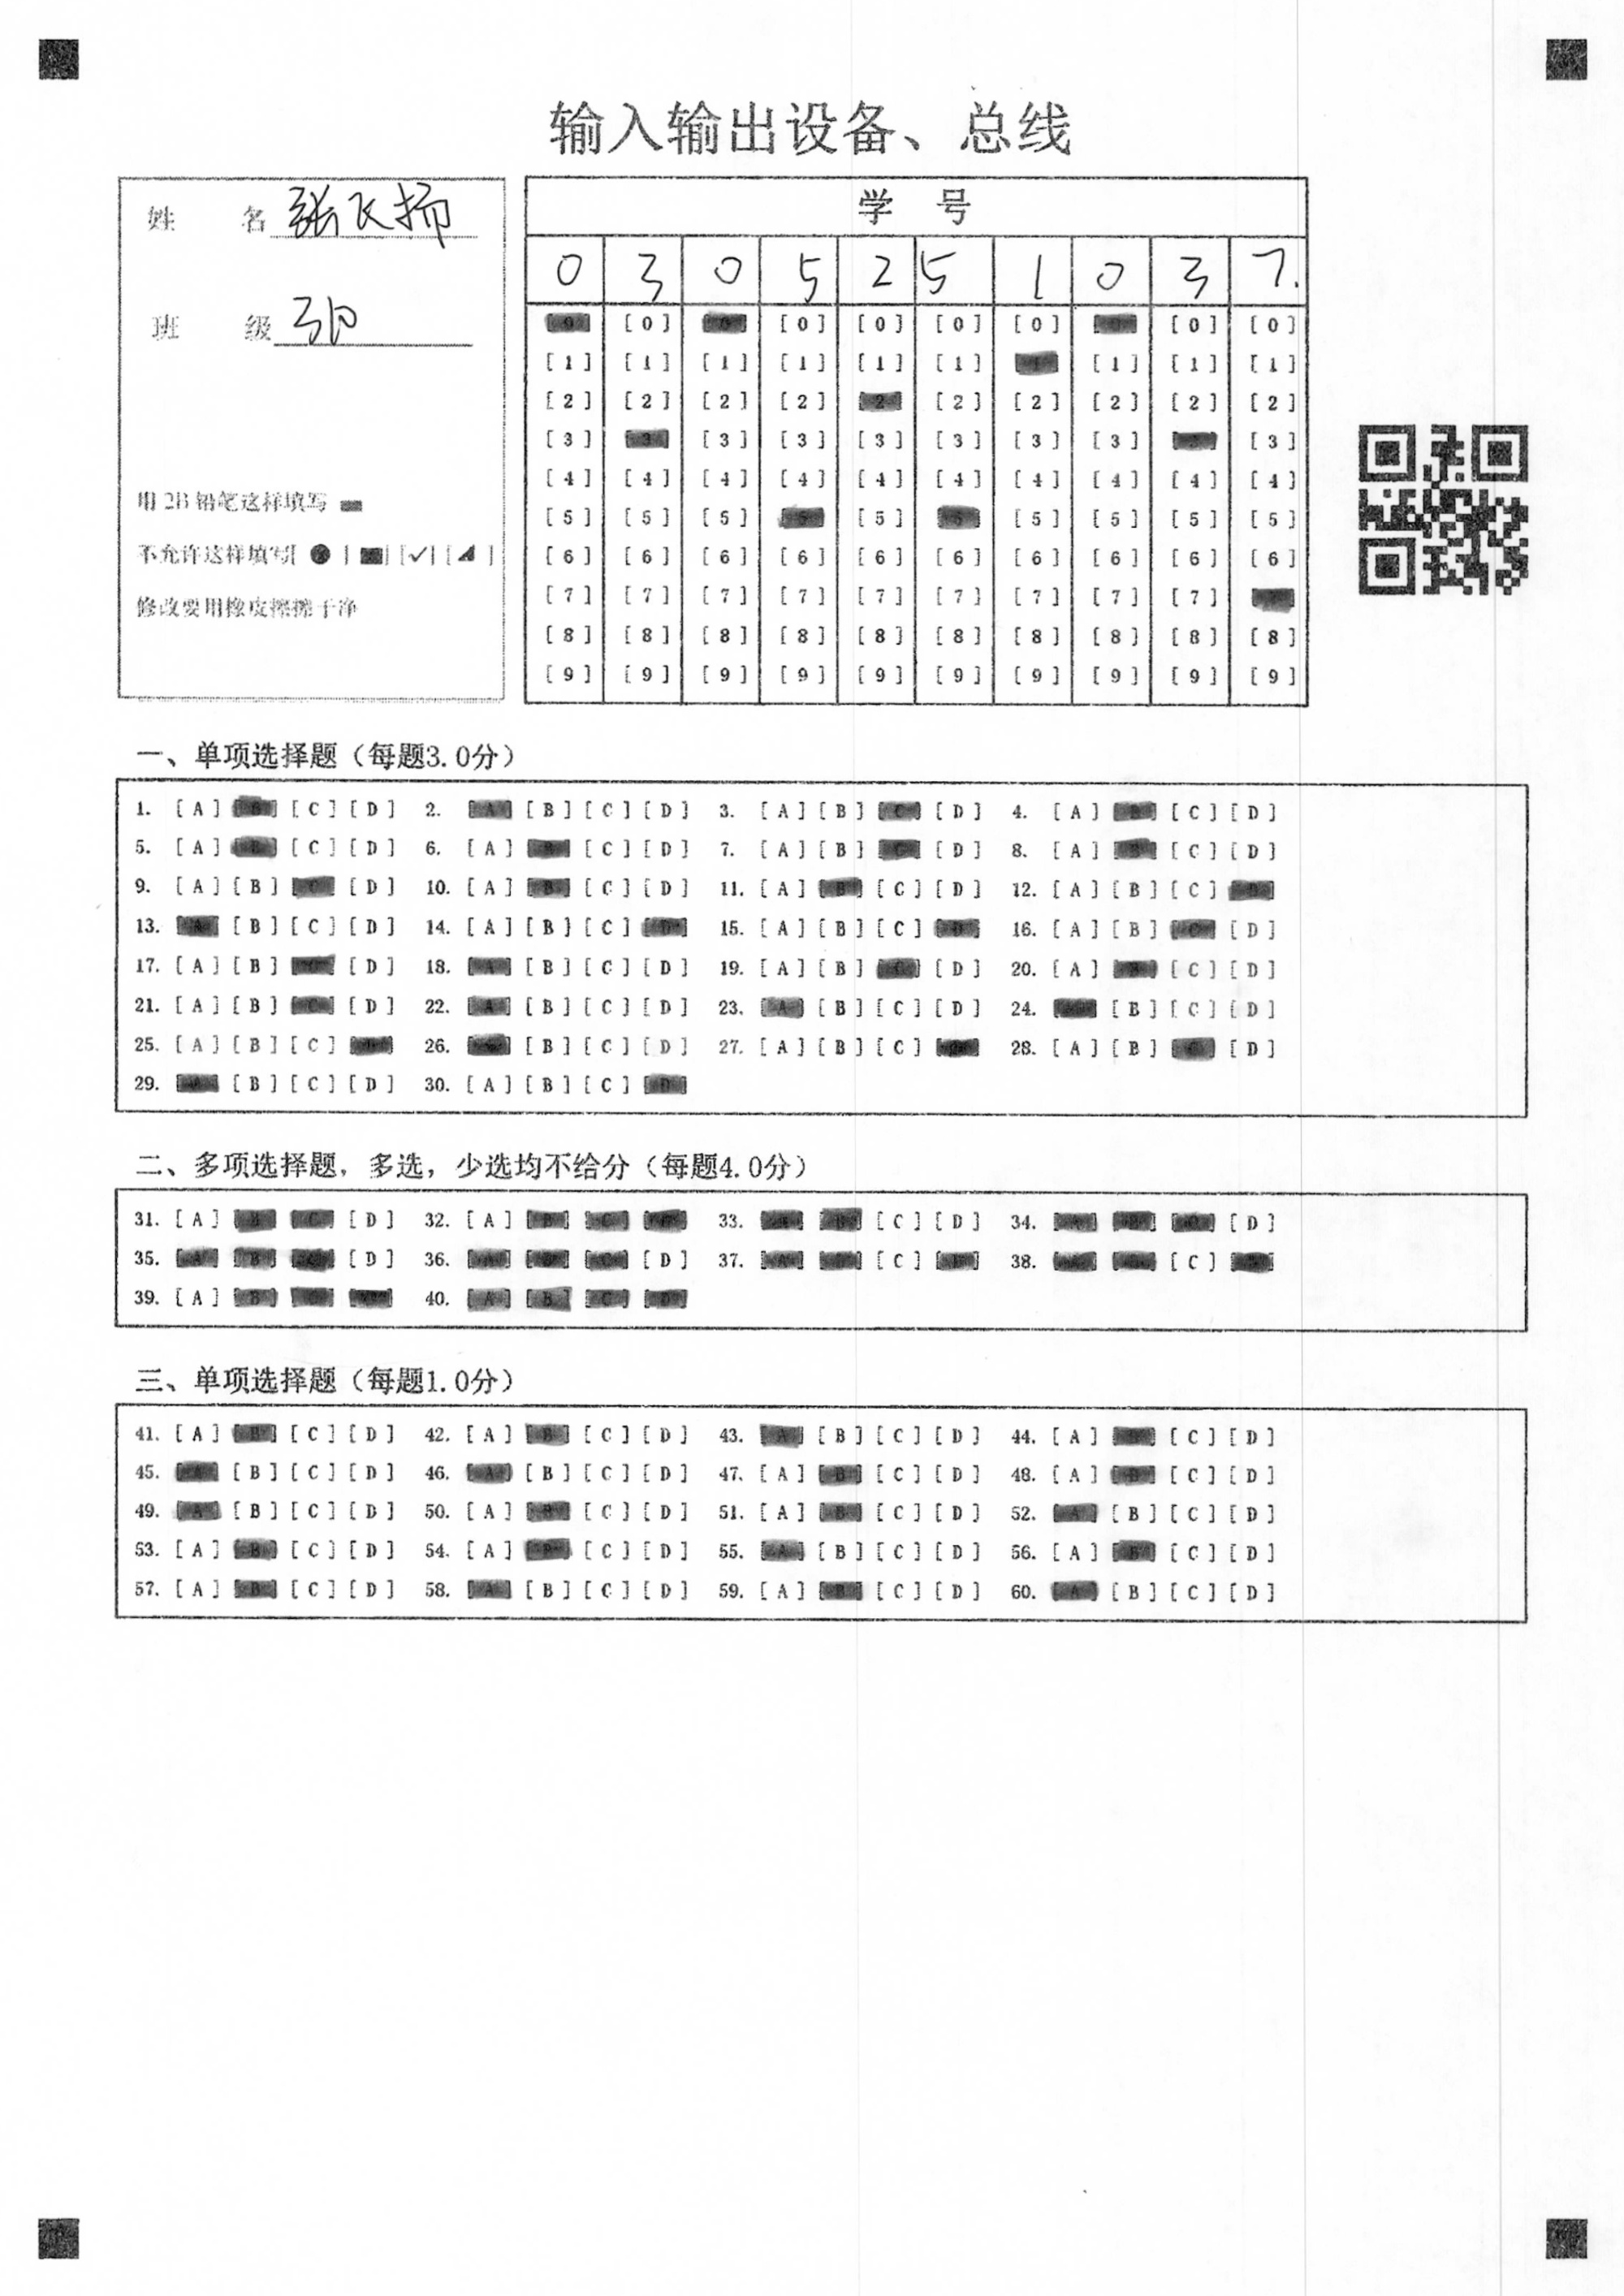 输入输出设备、总线
姓 名 张飞扬
班 级
用2B铅笔这样填写
不允许这样填写[ ● ] [ ■ ] [✓] [ ◢ ]
修改要用橡皮擦擦干净
学 号
0 3 0 5 2 5 1 0 3 7.
[0] [0] [0] [0] [0] [0] [0] [0] [0] [0]
[1] [1] [1] [1] [1] [1] [1] [1] [1] [1]
[2] [2] [2] [2] [2] [2] [2] [2] [2] [2]
[3] [3] [3] [3] [3] [3] [3] [3] [3] [3]
[4] [4] [4] [4] [4] [4] [4] [4] [4] [4]
[5] [5] [5] [5] [5] [5] [5] [5] [5] [5]
[6] [6] [6] [6] [6] [6] [6] [6] [6] [6]
[7] [7] [7] [7] [7] [7] [7] [7] [7] [7]
[8] [8] [8] [8] [8] [8] [8] [8] [8] [8]
[9] [9] [9] [9] [9] [9] [9] [9] [9] [9]
一、单项选择题（每题3.0分）
1. [A] [B] [C] [D] 2. [A] [B] [C] [D] 3. [A] [B] [C] [D] 4. [A] [B] [C] [D]
5. [A] [B] [C] [D] 6. [A] [B] [C] [D] 7. [A] [B] [C] [D] 8. [A] [B] [C] [D]
9. [A] [B] [C] [D] 10. [A] [B] [C] [D] 11. [A] [B] [C] [D] 12. [A] [B] [C] [D]
13. [A] [B] [C] [D] 14. [A] [B] [C] [D] 15. [A] [B] [C] [D] 16. [A] [B] [C] [D]
17. [A] [B] [C] [D] 18. [A] [B] [C] [D] 19. [A] [B] [C] [D] 20. [A] [B] [C] [D]
21. [A] [B] [C] [D] 22. [A] [B] [C] [D] 23. [A] [B] [C] [D] 24. [A] [B] [C] [D]
25. [A] [B] [C] [D] 26. [A] [B] [C] [D] 27. [A] [B] [C] [D] 28. [A] [B] [C] [D]
29. [A] [B] [C] [D] 30. [A] [B] [C] [D]
二、多项选择题，多选，少选均不给分（每题4.0分）
31. [A] [B] [C] [D] 32. [A] [B] [C] [D] 33. [A] [B] [C] [D] 34. [A] [B] [C] [D]
35. [A] [B] [C] [D] 36. [A] [B] [C] [D] 37. [A] [B] [C] [D] 38. [A] [B] [C] [D]
39. [A] [B] [C] [D] 40. [A] [B] [C] [D]
三、单项选择题（每题1.0分）
41. [A] [B] [C] [D] 42. [A] [B] [C] [D] 43. [A] [B] [C] [D] 44. [A] [B] [C] [D]
45. [A] [B] [C] [D] 46. [A] [B] [C] [D] 47. [A] [B] [C] [D] 48. [A] [B] [C] [D]
49. [A] [B] [C] [D] 50. [A] [B] [C] [D] 51. [A] [B] [C] [D] 52. [A] [B] [C] [D]
53. [A] [B] [C] [D] 54. [A] [B] [C] [D] 55. [A] [B] [C] [D] 56. [A] [B] [C] [D]
57. [A] [B] [C] [D] 58. [A] [B] [C] [D] 59. [A] [B] [C] [D] 60. [A] [B] [C] [D]